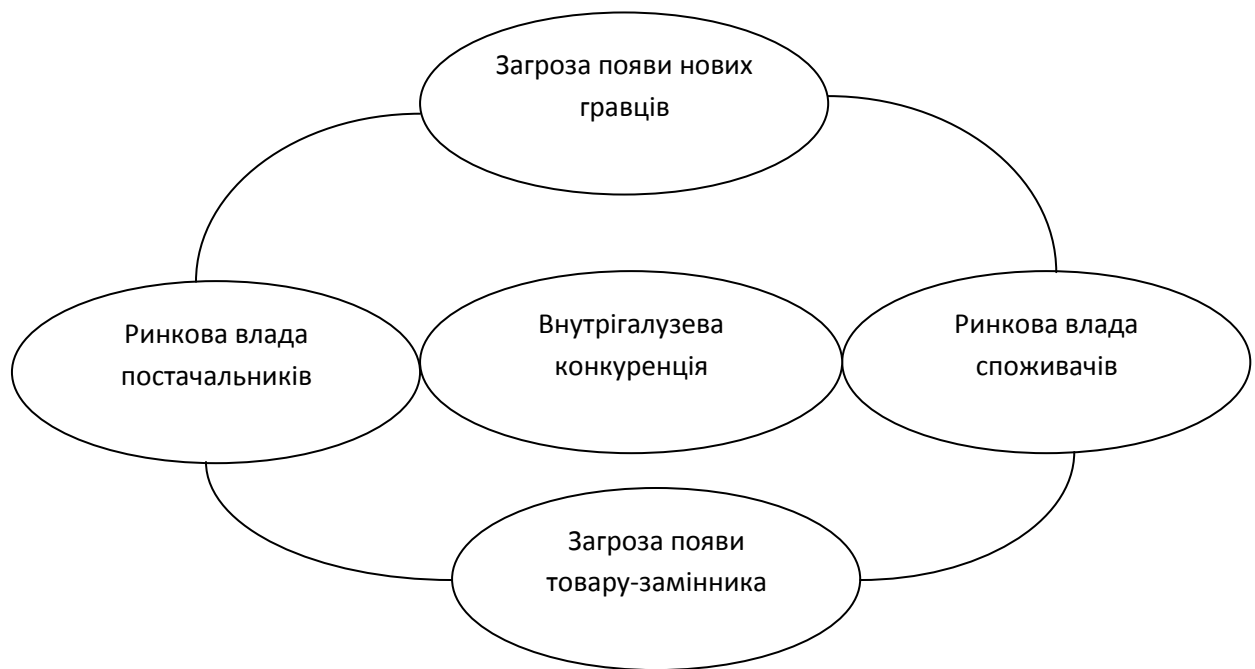 Загроза появи нових
гравців
Ринкова влада
постачальників
Внутрігалузева
конкуренція
Ринкова влада
споживачів
Загроза появи
товару-замінника